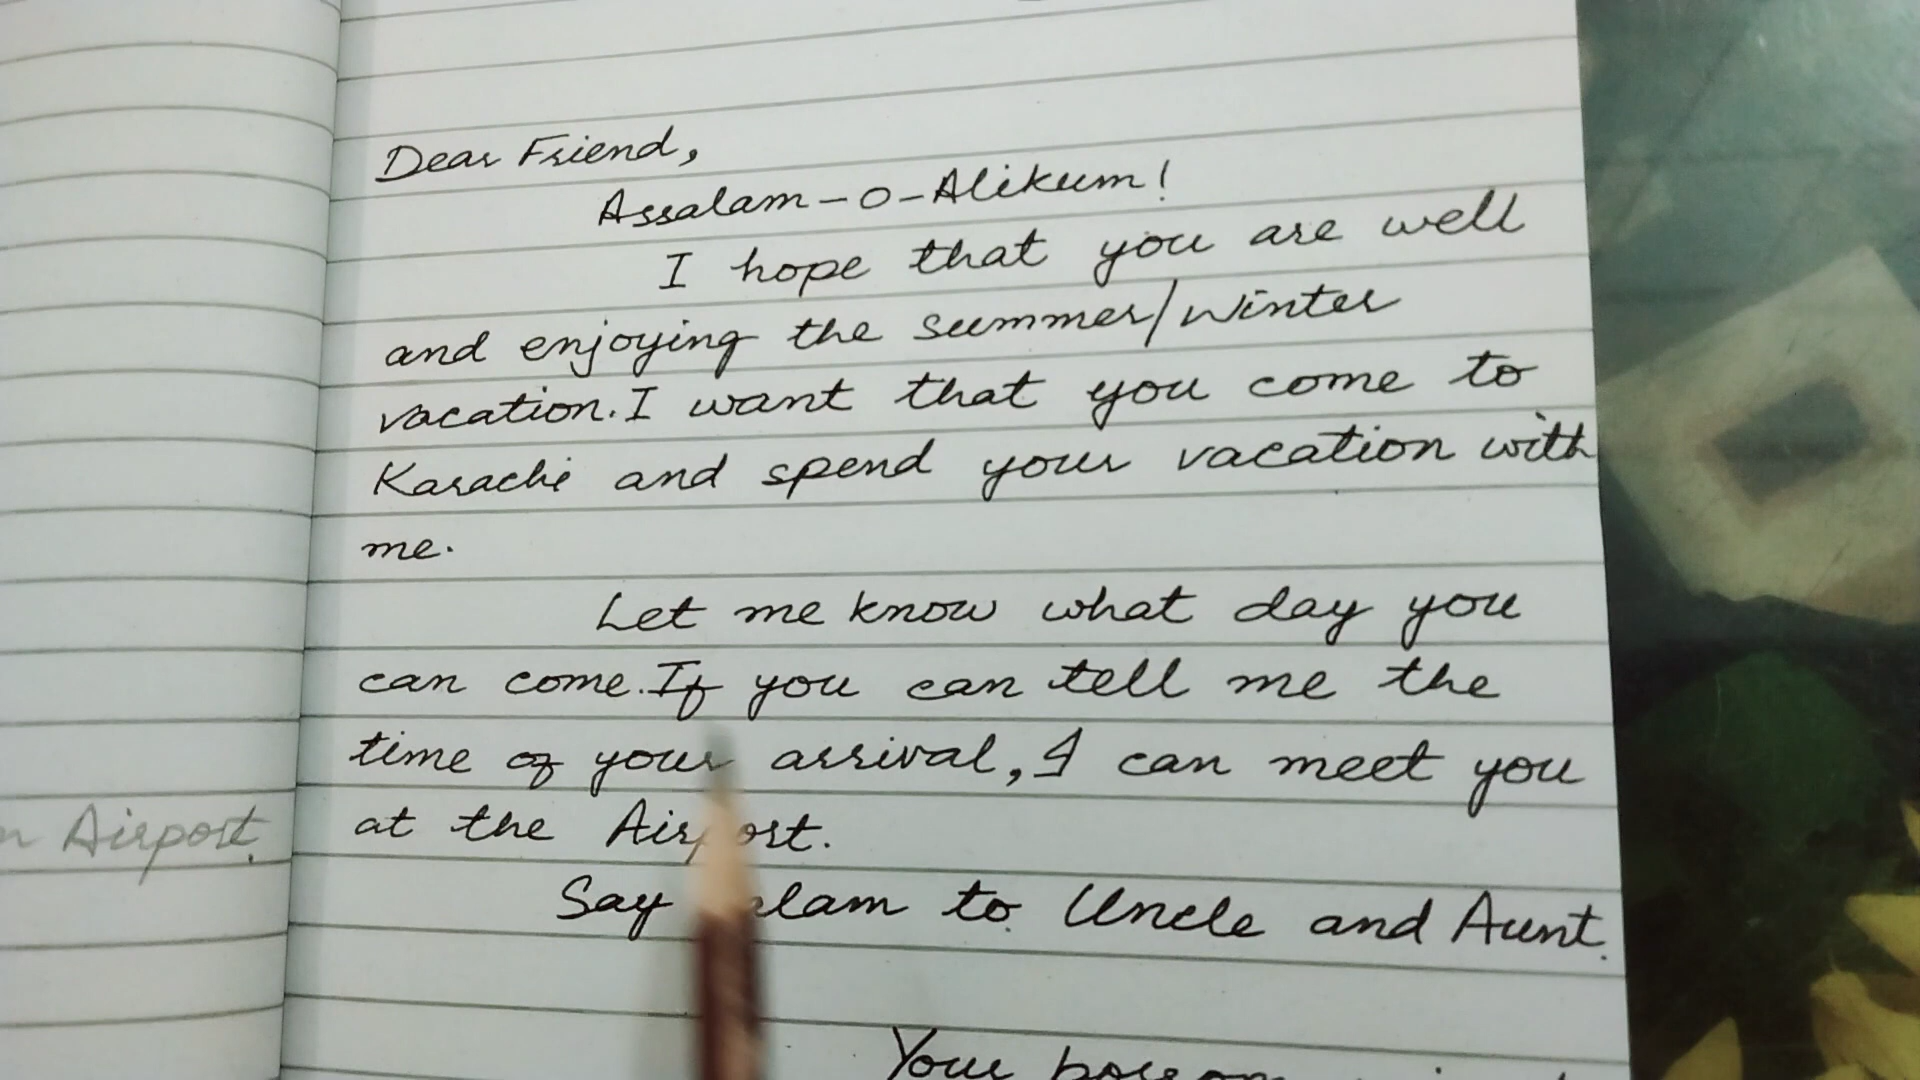 Dear Friend,
Assalam-o-Alikum!
I hope that you are well
and enjoying the summer/Winter
vacation. I want that you come to
Karachi and spend your vacation with
me.
Let me know what day you
can come. If you can tell me the
time of your arrival, I can meet you
Airport.
at the Airport.
Say to Uncle and Aunt.
Your